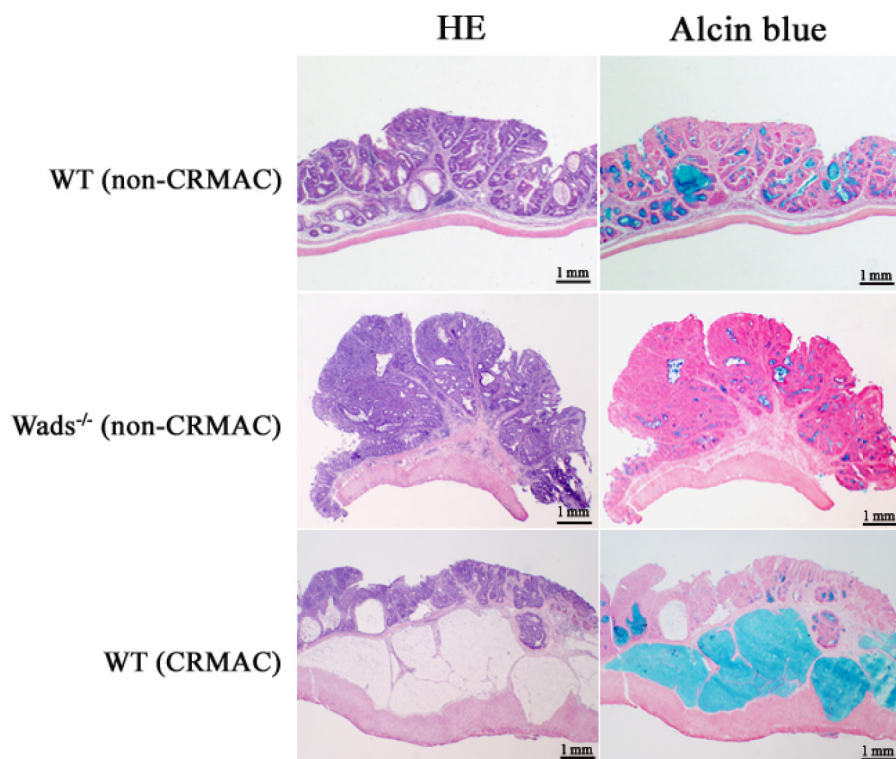 HE Alcin blue
WT (non-CRMAC)
1 mm 1 mm
Wads-/- (non-CRMAC)
1 mm 1 mm
WT (CRMAC)
1 mm 1 mm